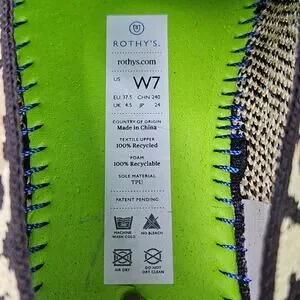 ROTHY'S.
rothys.com
US W7
EU 37.5 CHN 240
UK 4.5 JP 24
COUNTRY OF ORIGIN
Made in China
TEXTILE UPPER
100% Recycled
FOAM
100% Recyclable
SOLE MATERIAL
TPU
PATENT PENDING
MACHINE WASH COLD
NO BLEACH
AIR DRY
DO NOT DRY CLEAN